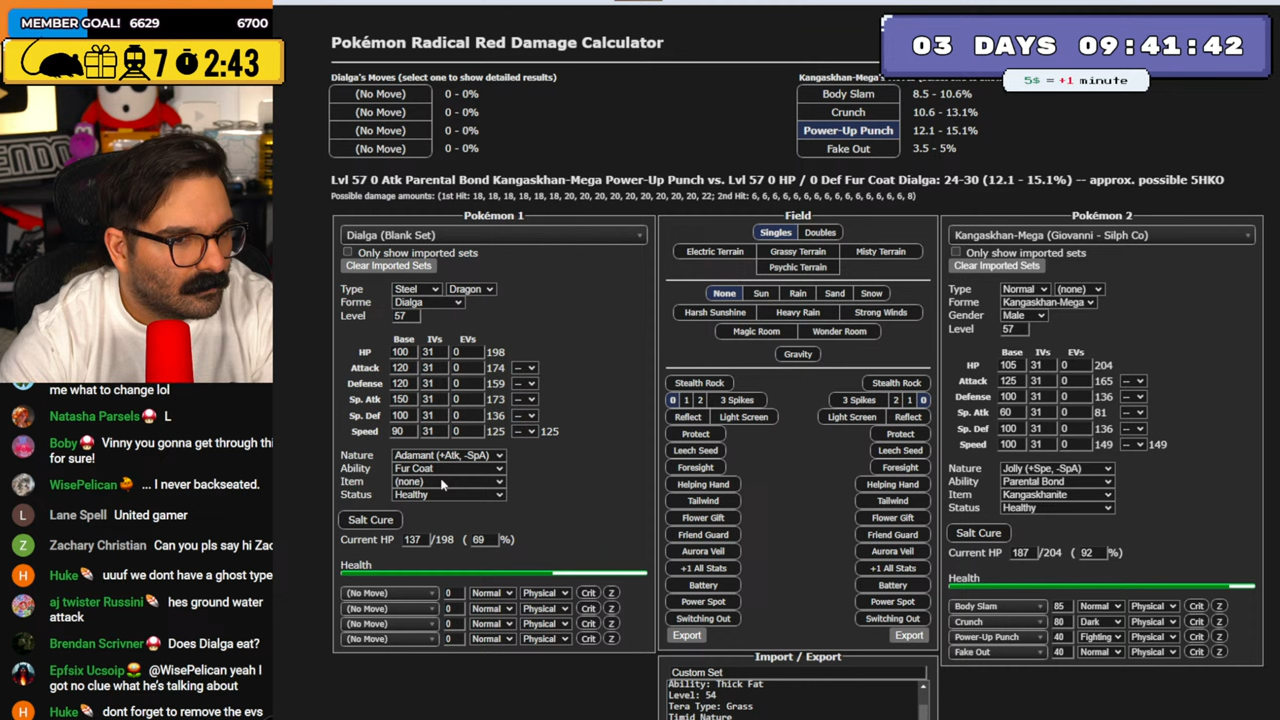 MEMBER GOAL! 6629 6700
7 2:43
03 DAYS 09:41:42
5$ = +1 minute
Pokémon Radical Red Damage Calculator
Dialga's Moves (select one to show detailed results)
(No Move) 0 - 0%
(No Move) 0 - 0%
(No Move) 0 - 0%
(No Move) 0 - 0%
Body Slam 8.5 - 10.6%
Crunch 10.6 - 13.1%
Power-Up Punch 12.1 - 15.1%
Fake Out 3.5 - 5%
Lvl 57 0 Atk Parental Bond Kangaskhan-Mega Power-Up Punch vs. Lvl 57 0 HP / 0 Def Fur Coat Dialga: 24-30 (12.1 - 15.1%) -- approx. possible 5HKO
Possible damage amounts: (1st Hit: 18, 18, 18, 18, 18, 18, 20, 20, 20, 20, 20, 20, 20, 20, 20, 22; 2nd Hit: 6, 6, 6, 6, 6, 6, 6, 6, 6, 6, 6, 6, 6, 6, 6, 8)
Pokémon 1
Dialga (Blank Set)
Only show imported sets
Clear Imported Sets
Type Steel Dragon
Forme Dialga
Level 57
Base IVs EVs
HP 100 31 0 198
Attack 120 31 0 174 --
Defense 120 31 0 159 --
Sp. Atk 150 31 0 173 --
Sp. Def 100 31 0 136 --
Speed 90 31 0 125 -- 125
Nature Adamant (+Atk, -SpA)
Ability Fur Coat
Item (none)
Status Healthy
Salt Cure
Current HP 137 /198 ( 69 %)
Health
(No Move) 0 Normal Physical Crit Z
(No Move) 0 Normal Physical Crit Z
(No Move) 0 Normal Physical Crit Z
(No Move) 0 Normal Physical Crit Z
Field
Singles Doubles
Electric Terrain Grassy Terrain Misty Terrain
Psychic Terrain
None Sun Rain Sand Snow
Harsh Sunshine Heavy Rain Strong Winds
Magic Room Wonder Room
Gravity
Stealth Rock Stealth Rock
0 1 2 3 Spikes 3 Spikes 2 1 0
Reflect Light Screen Light Screen Reflect
Protect Protect
Leech Seed Leech Seed
Foresight Foresight
Helping Hand Helping Hand
Tailwind Tailwind
Flower Gift Flower Gift
Friend Guard Friend Guard
Aurora Veil Aurora Veil
+1 All Stats +1 All Stats
Battery Battery
Power Spot Power Spot
Switching Out Switching Out
Export Export
Import / Export
Custom Set
Ability: Thick Fat
Level: 54
Tera Type: Grass
Timid Nature
Pokémon 2
Kangaskhan-Mega (Giovanni - Silph Co)
Only show imported sets
Clear Imported Sets
Type Normal (none)
Forme Kangaskhan-Mega
Gender Male
Level 57
Base IVs EVs
HP 105 31 0 204
Attack 125 31 0 165 --
Defense 100 31 0 136 --
Sp. Atk 60 31 0 81 --
Sp. Def 100 31 0 136 --
Speed 100 31 0 149 -- 149
Nature Jolly (+Spe, -SpA)
Ability Parental Bond
Item Kangaskhanite
Status Healthy
Salt Cure
Current HP 187 /204 ( 92 %)
Health
Body Slam 85 Normal Physical Crit Z
Crunch 80 Dark Physical Crit Z
Power-Up Punch 40 Fighting Physical Crit Z
Fake Out 40 Normal Physical Crit Z
me what to change lol
Natasha Parsels L
Boby Vinny you gonna get through thi
for sure!
WisePelican ... I never backseated.
L Lane Spell United gamer
Z Zachary Christian Can you pls say hi Zac
H Huke uuuf we dont have a ghost type
aj twister Russini hes ground water
attack
Brendan Scrivner Does Dialga eat?
Epfsix Ucsoip @WisePelican yeah I
got no clue what he's talking about
H Huke dont forget to remove the evs